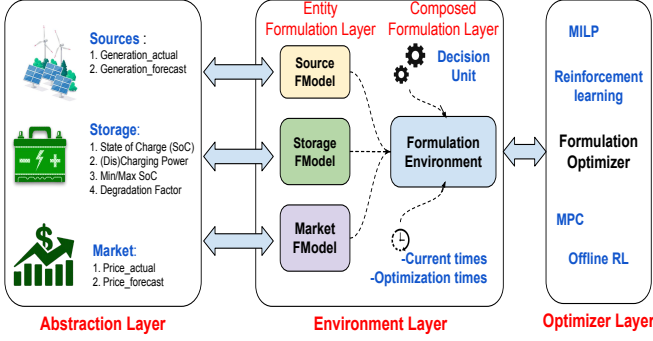 Sources :
1. Generation_actual
2. Generation_forecast
Storage:
1. State of Charge (SoC)
2. (Dis)Charging Power
3. Min/Max SoC
4. Degradation Factor
Market:
1. Price_actual
2. Price_forecast
Abstraction Layer
Entity
Formulation Layer
Composed
Formulation Layer
Source
FModel
Storage
FModel
Market
FModel
Decision
Unit
Formulation
Environment
-Current times
-Optimization times
Environment Layer
MILP
Reinforcement
learning
Formulation
Optimizer
MPC
Offline RL
Optimizer Layer